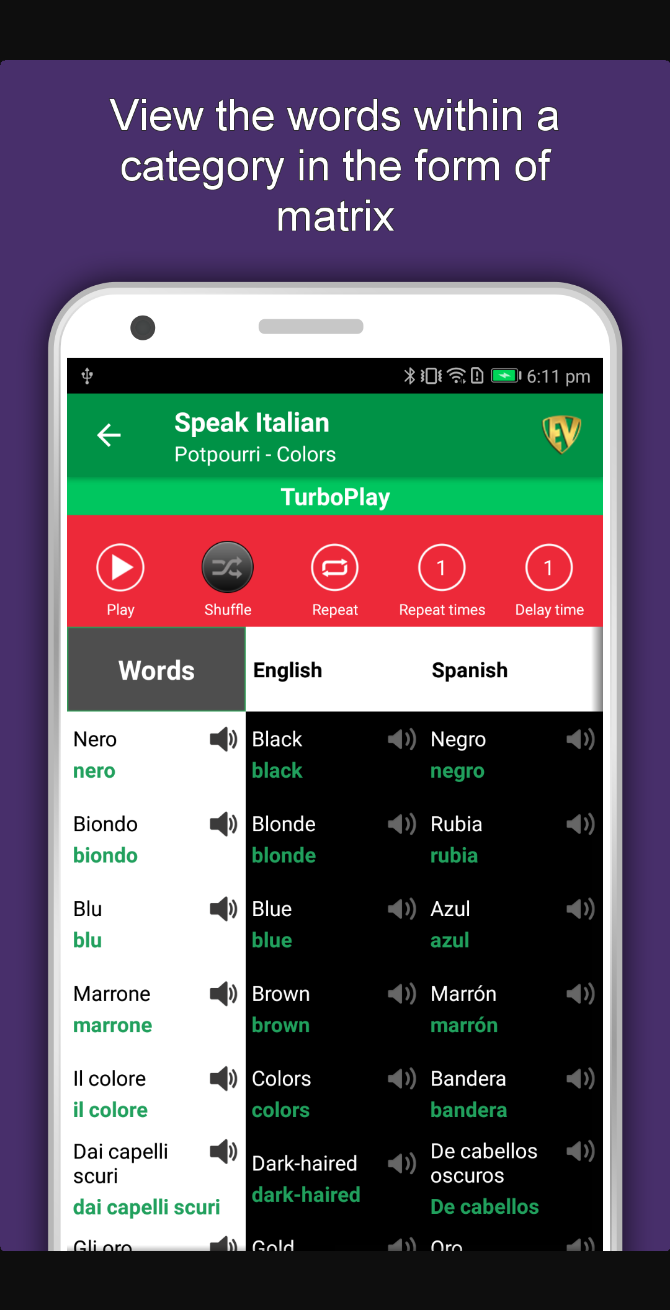 View the words within a
category in the form of
matrix
6:11 pm
Speak Italian
Potpourri - Colors
EV
TurboPlay
1
1
Play
Shuffle
Repeat
Repeat times
Delay time
Words
English
Spanish
Nero
Black
Negro
nero
black
negro
Biondo
Blonde
Rubia
biondo
blonde
rubia
Blu
Blue
Azul
blu
blue
azul
Marrone
Brown
Marrón
marrone
brown
marrón
Il colore
Colors
Bandera
il colore
colors
bandera
Dai capelli
scuri
Dark-haired
De cabellos
oscuros
dai capelli scuri
dark-haired
De cabellos
Gli oro
Gold
Oro